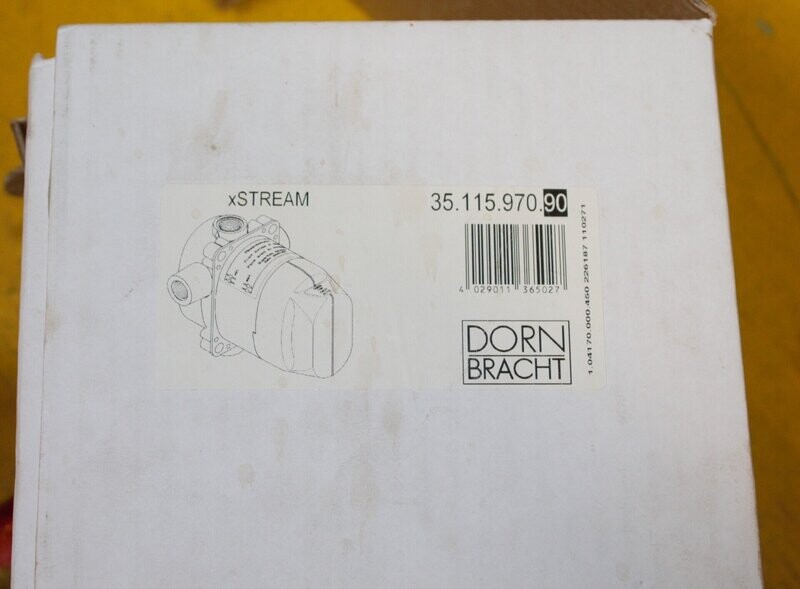 xSTREAM
35.115.970.90
4 029011 365027
DORN
BRACHT
1.04170.000.450 226187 110271